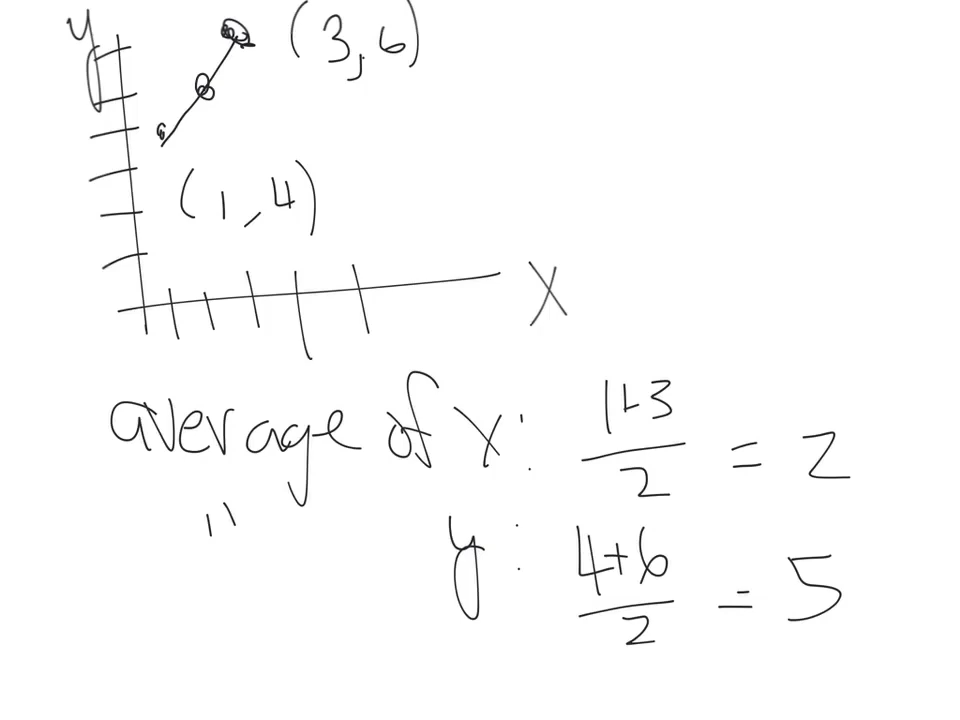 y
(3,6)
(1,4)
X
average of x: 1+3/2 = 2
" y: 4+6/2 = 5